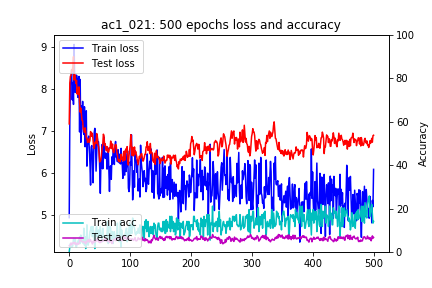 ac1_021: 500 epochs loss and accuracy
Train loss
Test loss
Train acc
Test acc
Loss
Accuracy
9
8
7
6
5
100
80
60
40
20
0
0 100 200 300 400 500